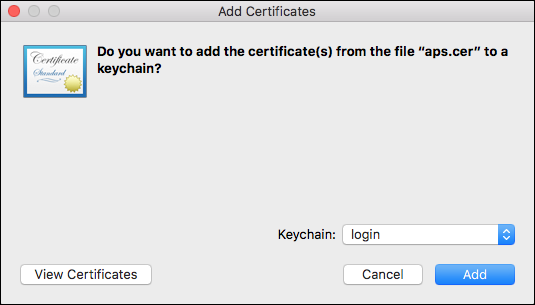 Add Certificates
Certificate
Standard
Do you want to add the certificate(s) from the file “aps.cer” to a
keychain?
Keychain: login
View Certificates Cancel Add